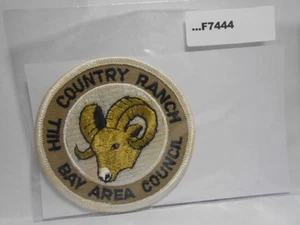 ...F7444
HILL COUNTRY RANCH
BAY AREA COUNCIL